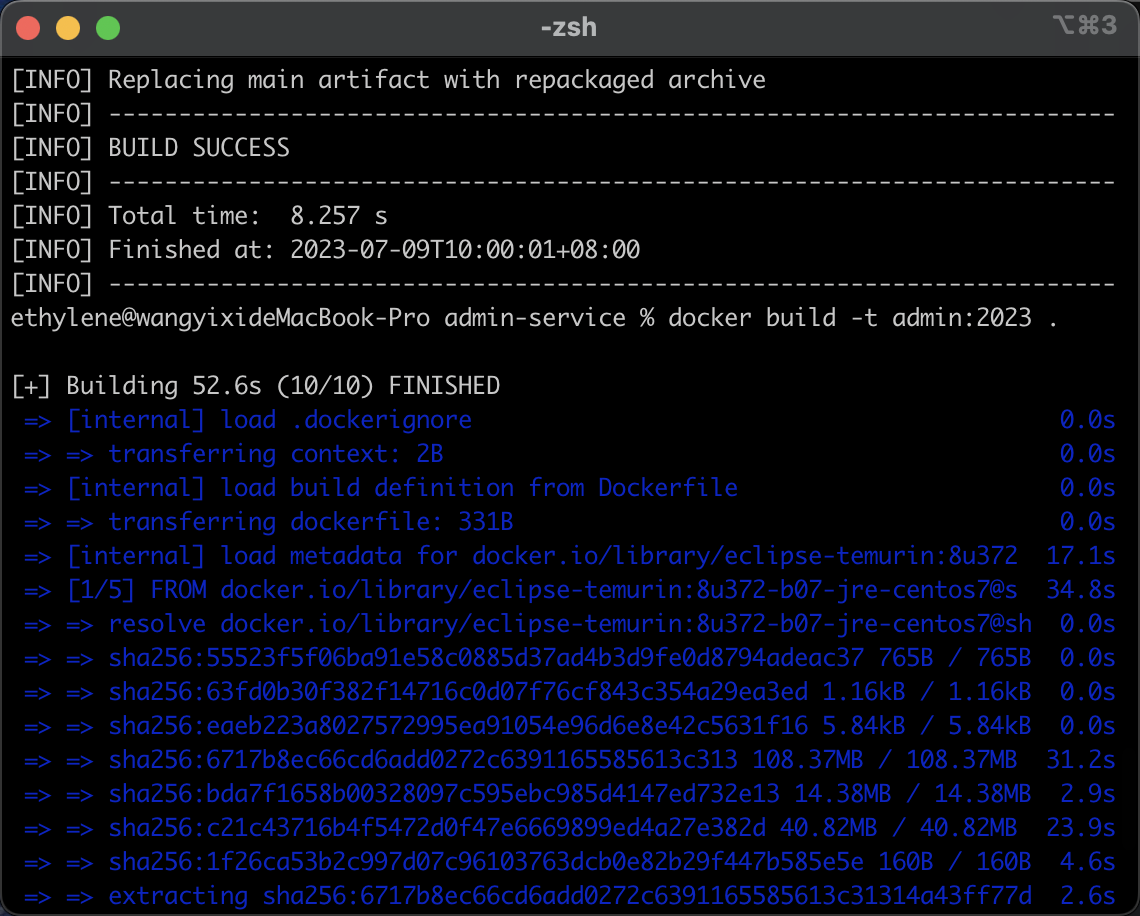 -zsh
⌥⌘3
[INFO] Replacing main artifact with repackaged archive
[INFO] ------------------------------------------------------------------------
[INFO] BUILD SUCCESS
[INFO] ------------------------------------------------------------------------
[INFO] Total time:  8.257 s
[INFO] Finished at: 2023-07-09T10:00:01+08:00
[INFO] ------------------------------------------------------------------------
ethylene@wangyixideMacBook-Pro admin-service % docker build -t admin:2023 .
[+] Building 52.6s (10/10) FINISHED
=> [internal] load .dockerignore 0.0s
=> => transferring context: 2B 0.0s
=> [internal] load build definition from Dockerfile 0.0s
=> => transferring dockerfile: 331B 0.0s
=> [internal] load metadata for docker.io/library/eclipse-temurin:8u372 17.1s
=> [1/5] FROM docker.io/library/eclipse-temurin:8u372-b07-jre-centos7@s 34.8s
=> => resolve docker.io/library/eclipse-temurin:8u372-b07-jre-centos7@sh 0.0s
=> => sha256:55523f5f06ba91e58c0885d37ad4b3d9fe0d8794adeac37 765B / 765B 0.0s
=> => sha256:63fd0b30f382f14716c0d07f76cf843c354a29ea3ed 1.16kB / 1.16kB 0.0s
=> => sha256:eaeb223a8027572995ea91054e96d6e8e42c5631f16 5.84kB / 5.84kB 0.0s
=> => sha256:6717b8ec66cd6add0272c6391165585613c313 108.37MB / 108.37MB 31.2s
=> => sha256:bda7f1658b00328097c595ebc985d4147ed732e13 14.38MB / 14.38MB 2.9s
=> => sha256:c21c43716b4f5472d0f47e6669899ed4a27e382d 40.82MB / 40.82MB 23.9s
=> => sha256:1f26ca53b2c997d07c96103763dcb0e82b29f447b585e5e 160B / 160B 4.6s
=> => extracting sha256:6717b8ec66cd6add0272c6391165585613c31314a43ff77d 2.6s